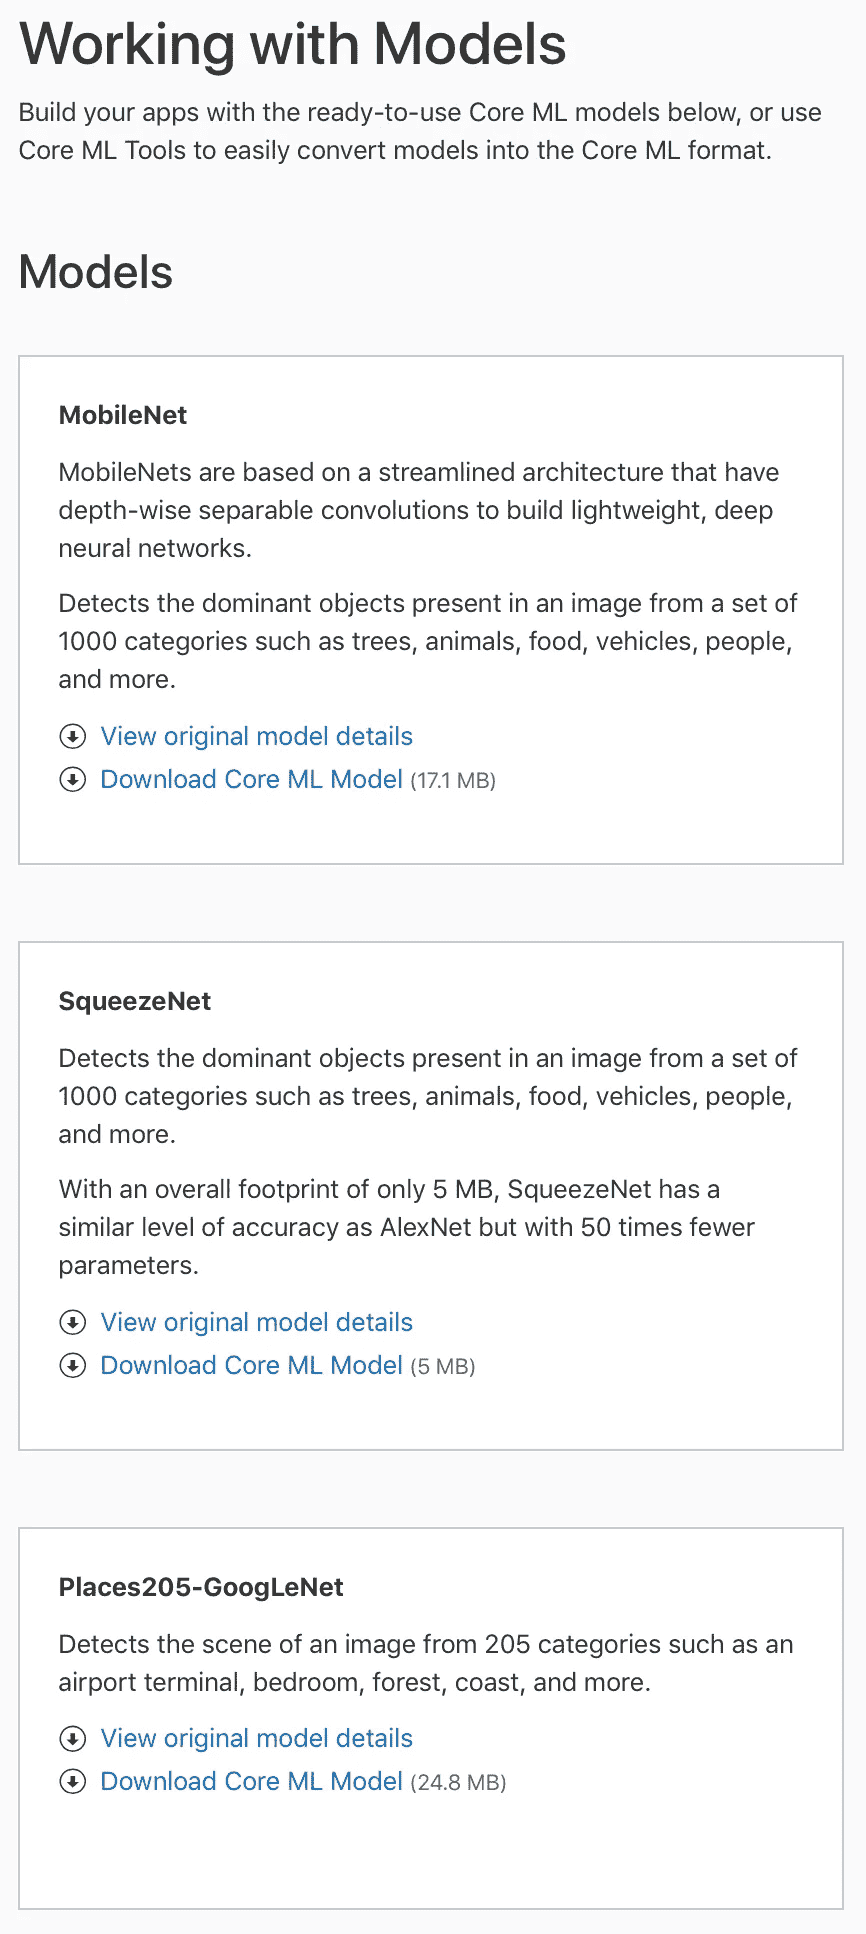 Working with Models
Build your apps with the ready-to-use Core ML models below, or use
Core ML Tools to easily convert models into the Core ML format.
Models
MobileNet
MobileNets are based on a streamlined architecture that have
depth-wise separable convolutions to build lightweight, deep
neural networks.
Detects the dominant objects present in an image from a set of
1000 categories such as trees, animals, food, vehicles, people,
and more.
View original model details
Download Core ML Model (17.1 MB)
SqueezeNet
Detects the dominant objects present in an image from a set of
1000 categories such as trees, animals, food, vehicles, people,
and more.
With an overall footprint of only 5 MB, SqueezeNet has a
similar level of accuracy as AlexNet but with 50 times fewer
parameters.
View original model details
Download Core ML Model (5 MB)
Places205-GoogLeNet
Detects the scene of an image from 205 categories such as an
airport terminal, bedroom, forest, coast, and more.
View original model details
Download Core ML Model (24.8 MB)